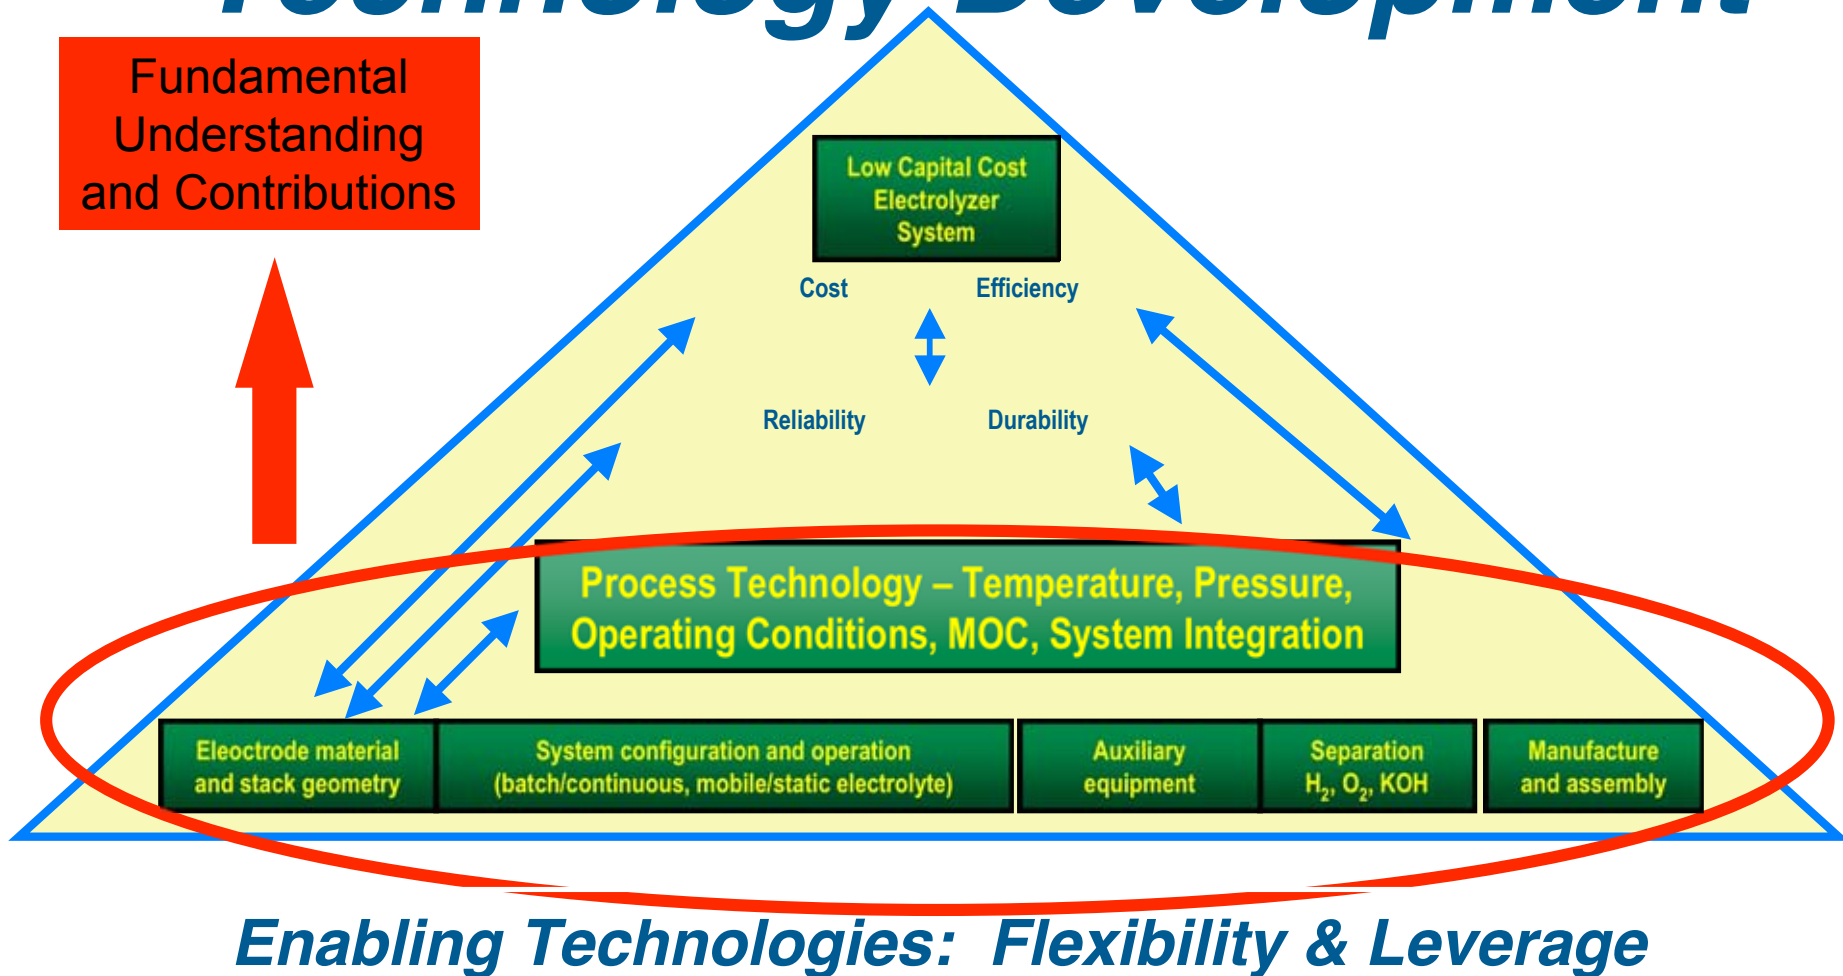 Technology Development
Fundamental
Understanding
and Contributions
Low Capital Cost
Electrolyzer
System
Cost Efficiency
Reliability Durability
Process Technology – Temperature, Pressure,
Operating Conditions, MOC, System Integration
Eleoctrode material
and stack geometry
System configuration and operation
(batch/continuous, mobile/static electrolyte)
Auxiliary
equipment
Separation
H₂, O₂, KOH
Manufacture
and assembly
Enabling Technologies: Flexibility & Leverage